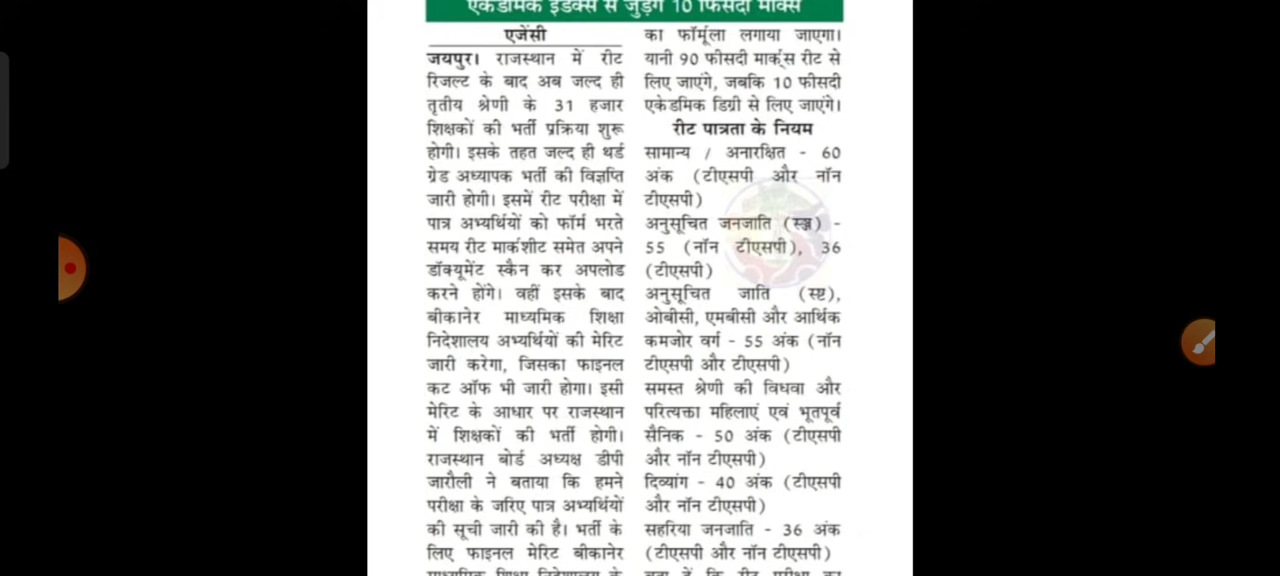 एकेडमिक इंडेक्स से जुड़ेंगे 10 फिसदी मार्क्स
एजेंसी
जयपुर। राजस्थान में रीट
रिजल्ट के बाद अब जल्द ही
तृतीय श्रेणी के 31 हजार
शिक्षकों की भर्ती प्रक्रिया शुरू
होगी। इसके तहत जल्द ही थर्ड
ग्रेड अध्यापक भर्ती की विज्ञप्ति
जारी होगी। इसमें रीट परीक्षा में
पात्र अभ्यर्थियों को फॉर्म भरते
समय रीट मार्कशीट समेत अपने
डॉक्यूमेंट स्कैन कर अपलोड
करने होंगे। वहीं इसके बाद
बीकानेर माध्यमिक शिक्षा
निदेशालय अभ्यर्थियों की मेरिट
जारी करेगा, जिसका फाइनल
कट ऑफ भी जारी होगा। इसी
मेरिट के आधार पर राजस्थान
में शिक्षकों की भर्ती होगी।
राजस्थान बोर्ड अध्यक्ष डीपी
जारौली ने बताया कि हमने
परीक्षा के जरिए पात्र अभ्यर्थियों
की सूची जारी की है। भर्ती के
लिए फाइनल मेरिट बीकानेर
माध्यमिक शिक्षा निदेशालय के
का फॉर्मूला लगाया जाएगा।
यानी 90 फीसदी मार्क्स रीट से
लिए जाएंगे, जबकि 10 फीसदी
एकेडमिक डिग्री से लिए जाएंगे।
रीट पात्रता के नियम
सामान्य / अनारक्षित - 60
अंक (टीएसपी और नॉन
टीएसपी)
अनुसूचित जनजाति (स्ञ्ज) -
55 (नॉन टीएसपी), 36
(टीएसपी)
अनुसूचित जाति (स्ष्ट),
ओबीसी, एमबीसी और आर्थिक
कमजोर वर्ग - 55 अंक (नॉन
टीएसपी और टीएसपी)
समस्त श्रेणी की विधवा और
परित्यक्ता महिलाएं एवं भूतपूर्व
सैनिक - 50 अंक (टीएसपी
और नॉन टीएसपी)
दिव्यांग - 40 अंक (टीएसपी
और नॉन टीएसपी)
सहरिया जनजाति - 36 अंक
(टीएसपी और नॉन टीएसपी)
बता दें कि रीट परीक्षा का